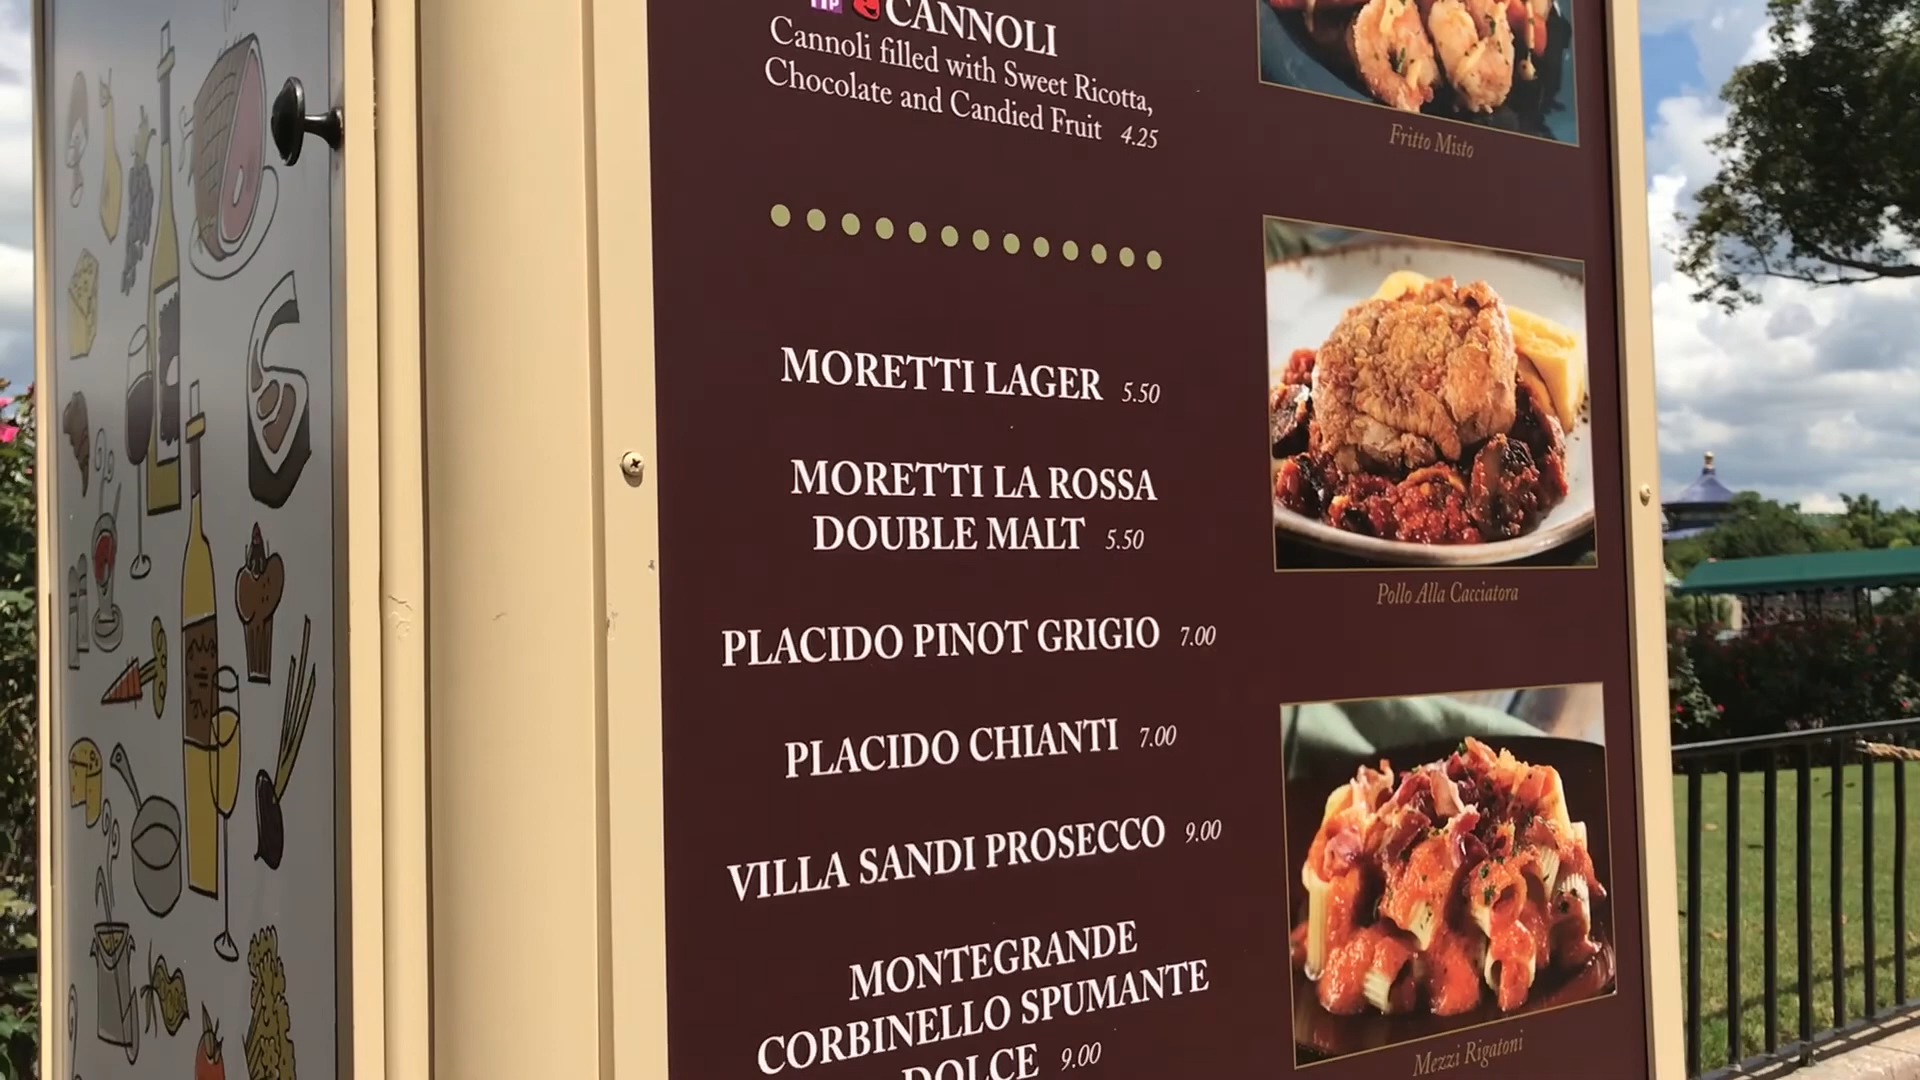 CANNOLI
Cannoli filled with Sweet Ricotta,
Chocolate and Candied Fruit 4.25
MORETTI LAGER 5.50
MORETTI LA ROSSA
DOUBLE MALT 5.50
PLACIDO PINOT GRIGIO 7.00
PLACIDO CHIANTI 7.00
VILLA SANDI PROSECCO 9.00
MONTEGRANDE
CORBINELLO SPUMANTE
DOLCE 9.00
Fritto Misto
Pollo Alla Cacciatora
Mezzi Rigatoni